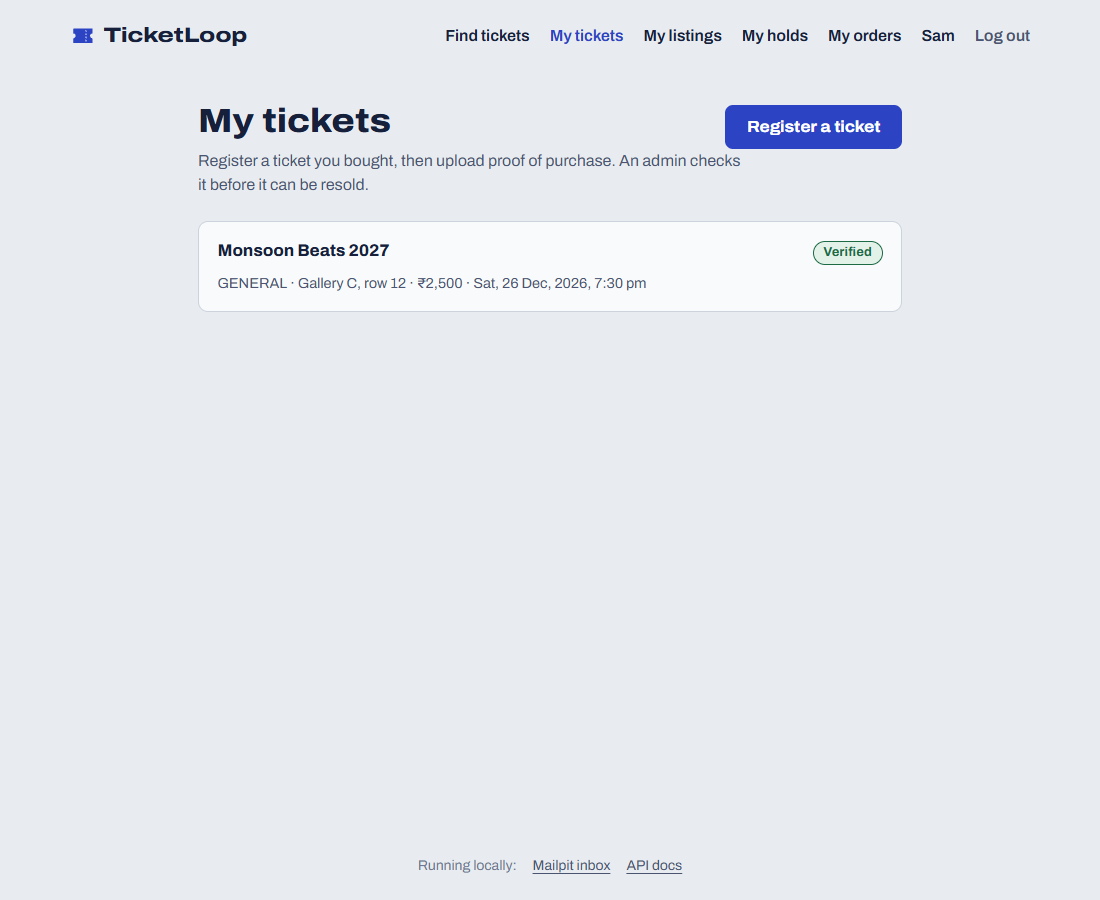 TicketLoop
Find tickets My tickets My listings My holds My orders Sam Log out
My tickets
Register a ticket
Register a ticket you bought, then upload proof of purchase. An admin checks
it before it can be resold.
Monsoon Beats 2027
Verified
GENERAL · Gallery C, row 12 · ₹2,500 · Sat, 26 Dec, 2026, 7:30 pm
Running locally: Mailpit inbox API docs